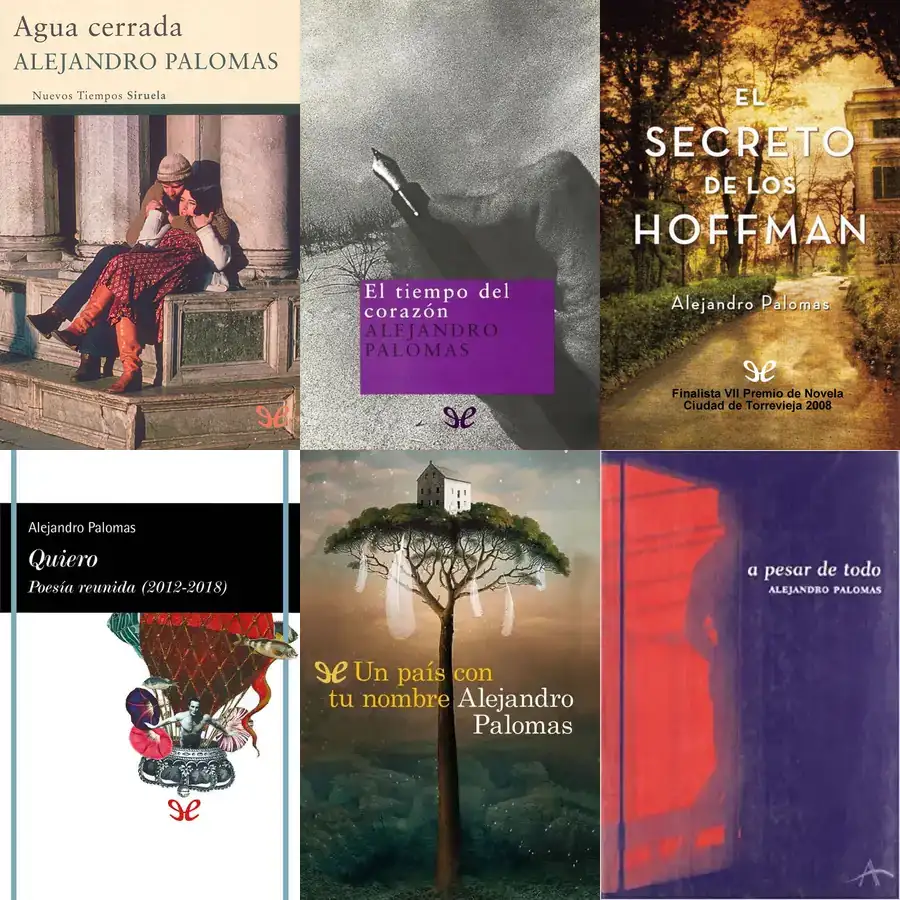 Agua cerrada
ALEJANDRO PALOMAS
Nuevos Tiempos Siruela
El tiempo del
corazón
ALEJANDRO
PALOMAS
EL
SECRETO
DE LOS
HOFFMAN
Alejandro Palomas
Finalista VII Premio de Novela
Ciudad de Torrevieja 2008
Alejandro Palomas
Quiero
Poesía reunida (2012-2018)
Un país con
tu nombre Alejandro
Palomas
a pesar de todo
ALEJANDRO PALOMAS